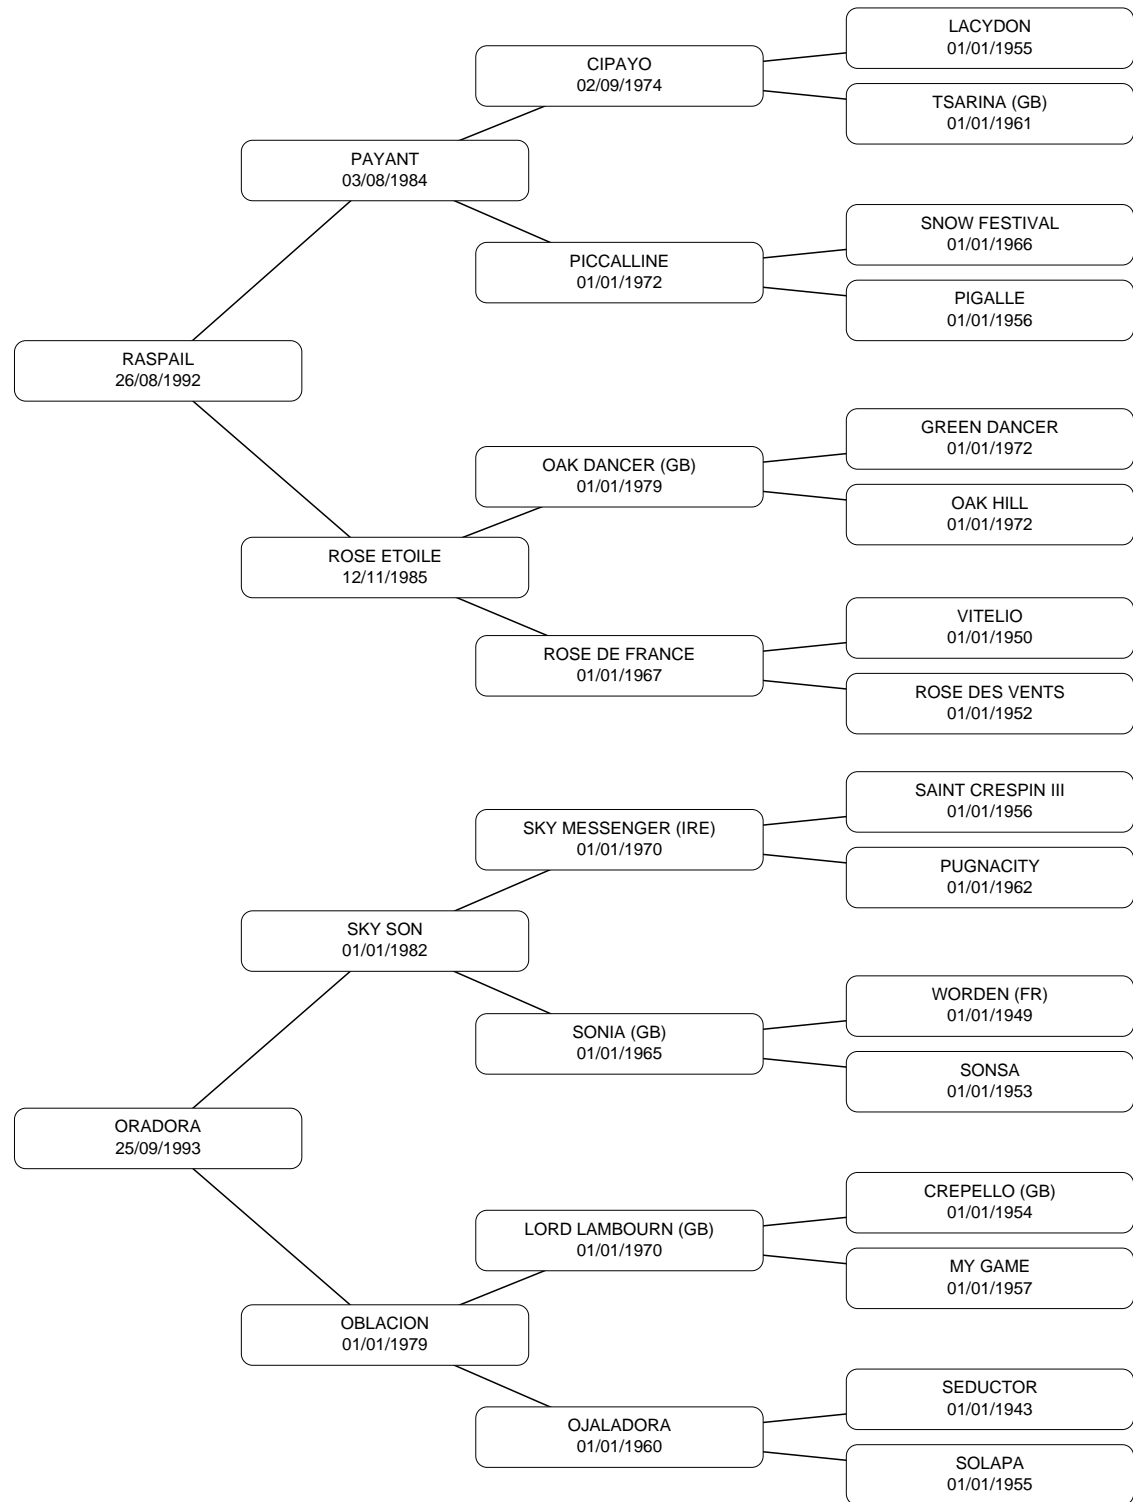 LACYDON
01/01/1955
CIPAYO
02/09/1974
TSARINA (GB)
01/01/1961
PAYANT
03/08/1984
SNOW FESTIVAL
01/01/1966
PICCALLINE
01/01/1972
PIGALLE
01/01/1956
RASPAIL
26/08/1992
GREEN DANCER
01/01/1972
OAK DANCER (GB)
01/01/1979
OAK HILL
01/01/1972
ROSE ETOILE
12/11/1985
VITELIO
01/01/1950
ROSE DE FRANCE
01/01/1967
ROSE DES VENTS
01/01/1952
SAINT CRESPIN III
01/01/1956
SKY MESSENGER (IRE)
01/01/1970
PUGNACITY
01/01/1962
SKY SON
01/01/1982
WORDEN (FR)
01/01/1949
SONIA (GB)
01/01/1965
SONSA
01/01/1953
ORADORA
25/09/1993
CREPELLO (GB)
01/01/1954
LORD LAMBOURN (GB)
01/01/1970
MY GAME
01/01/1957
OBLACION
01/01/1979
SEDUCTOR
01/01/1943
OJALADORA
01/01/1960
SOLAPA
01/01/1955